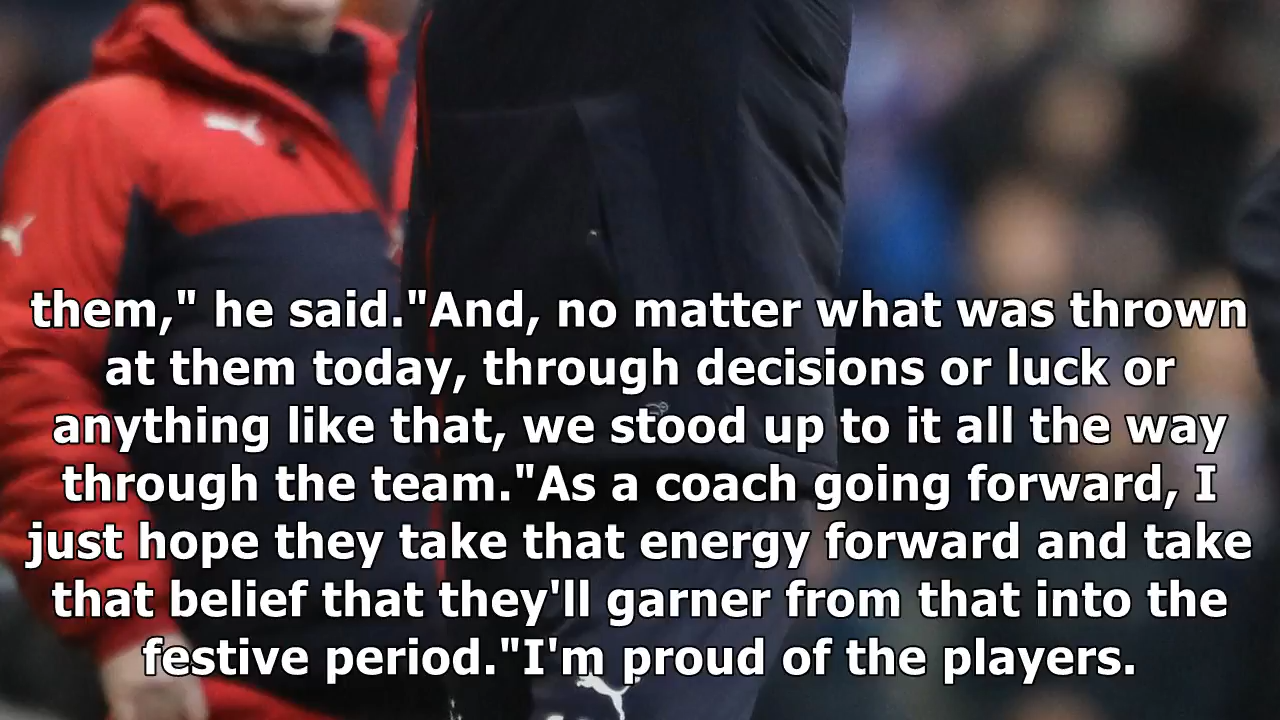 them," he said."And, no matter what was thrown
at them today, through decisions or luck or
anything like that, we stood up to it all the way
through the team."As a coach going forward, I
just hope they take that energy forward and take
that belief that they'll garner from that into the
festive period."I'm proud of the players.